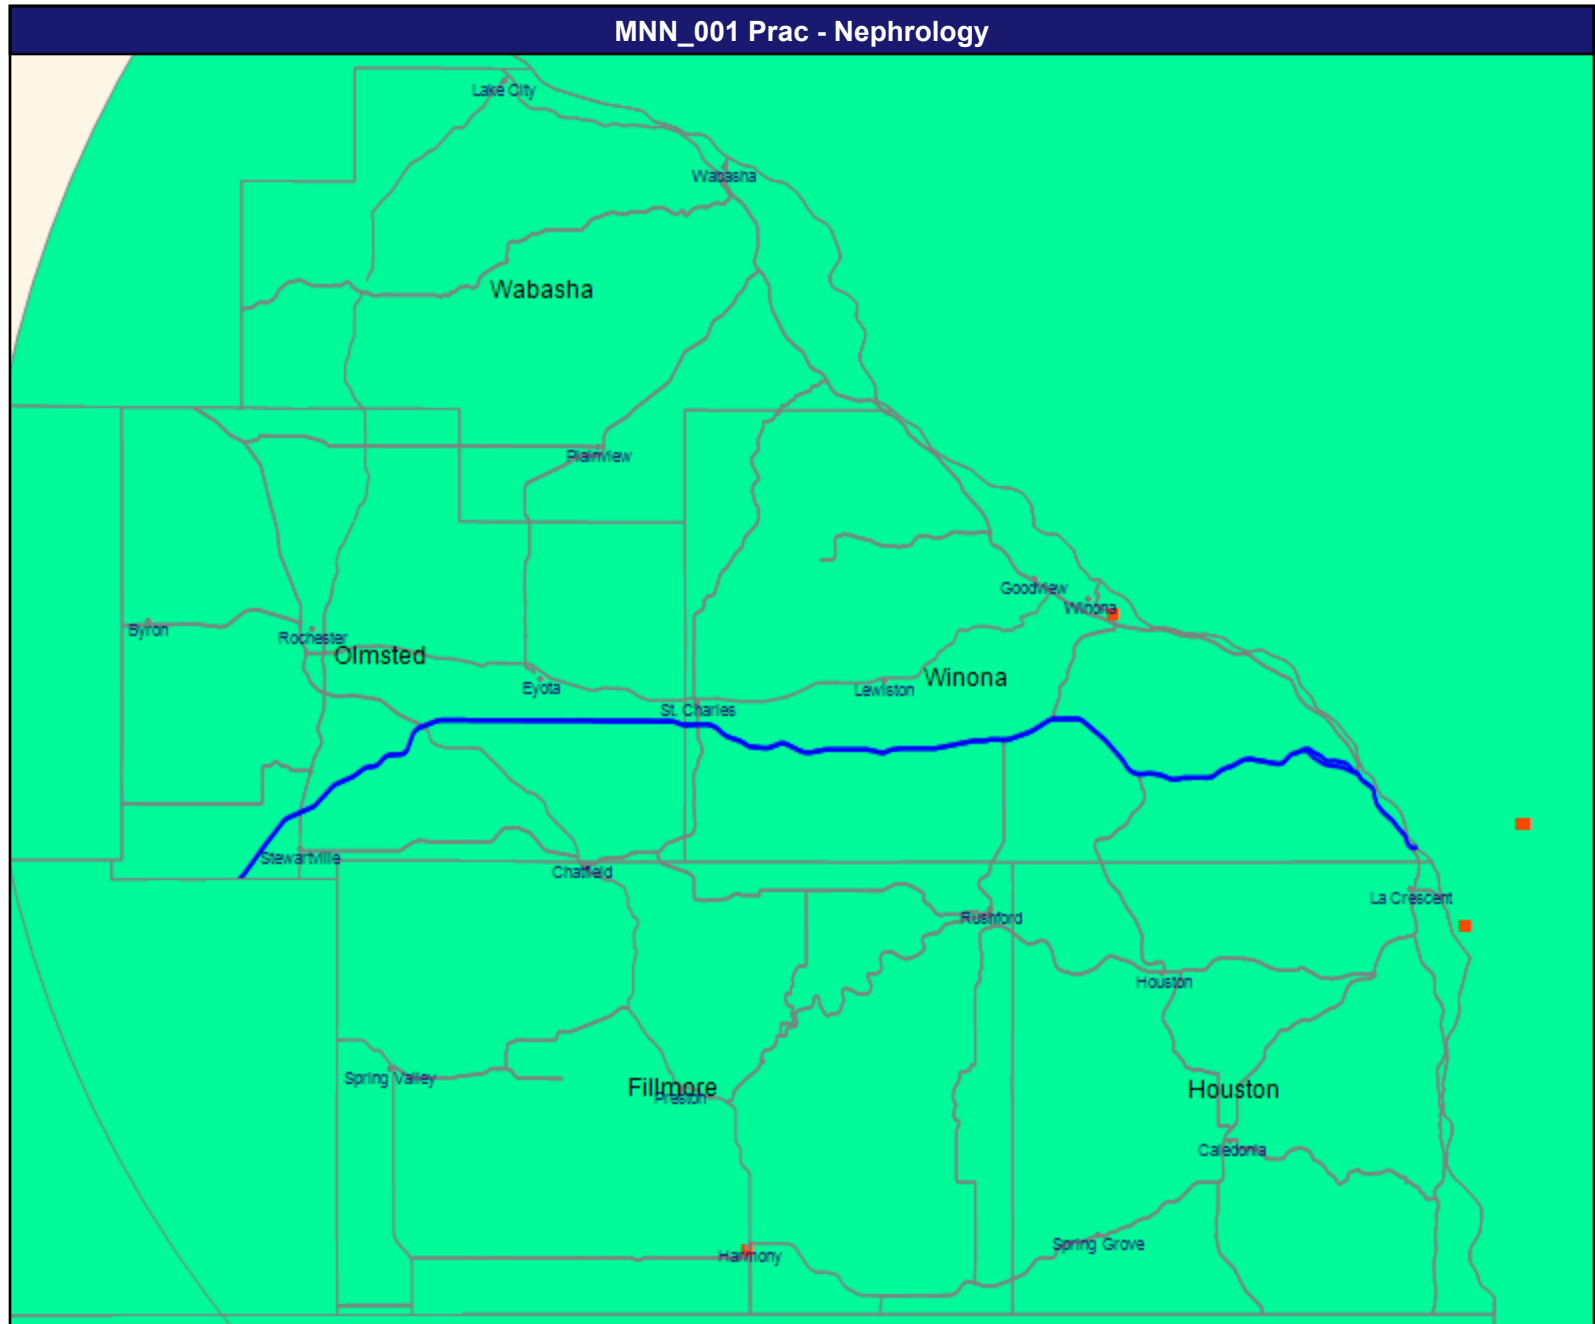 MNN_001 Prac - Nephrology
Lake City
Wabasha
Wabasha
Plainview
Goodview
Winona
Byron
Rochester
Olmsted
Eyota
Lewiston
Winona
St. Charles
Stewartville
Chatfield
La Crescent
Rushford
Houston
Spring Valley
Fillmore
Preston
Houston
Caledonia
Spring Grove
Harmony